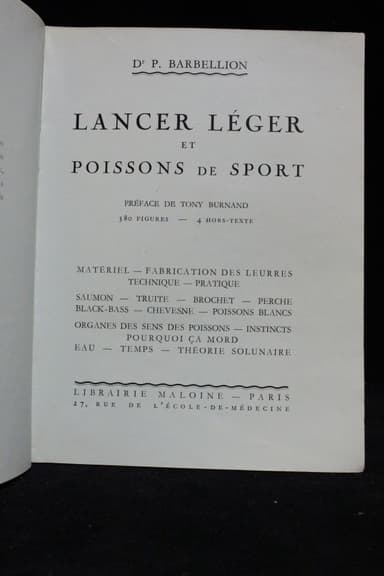 Dr P. BARBELLION
LANCER LÉGER
ET
POISSONS DE SPORT
PRÉFACE DE TONY BURNAND
380 FIGURES — 4 HORS-TEXTE
MATERIEL — FABRICATION DES LEURRES
TECHNIQUE — PRATIQUE
SAUMON — TRUITE — BROCHET — PERCHE
BLACK-BASS — CHEVESNE — POISSONS BLANCS
ORGANES DES SENS DES POISSONS — INSTINCTS
POURQUOI ÇA MORD
EAU — TEMPS — THÉORIE SOLUNAIRE
LIBRAIRIE MALOINE — PARIS
27, RUE DE L'ÉCOLE-DE-MÉDECINE